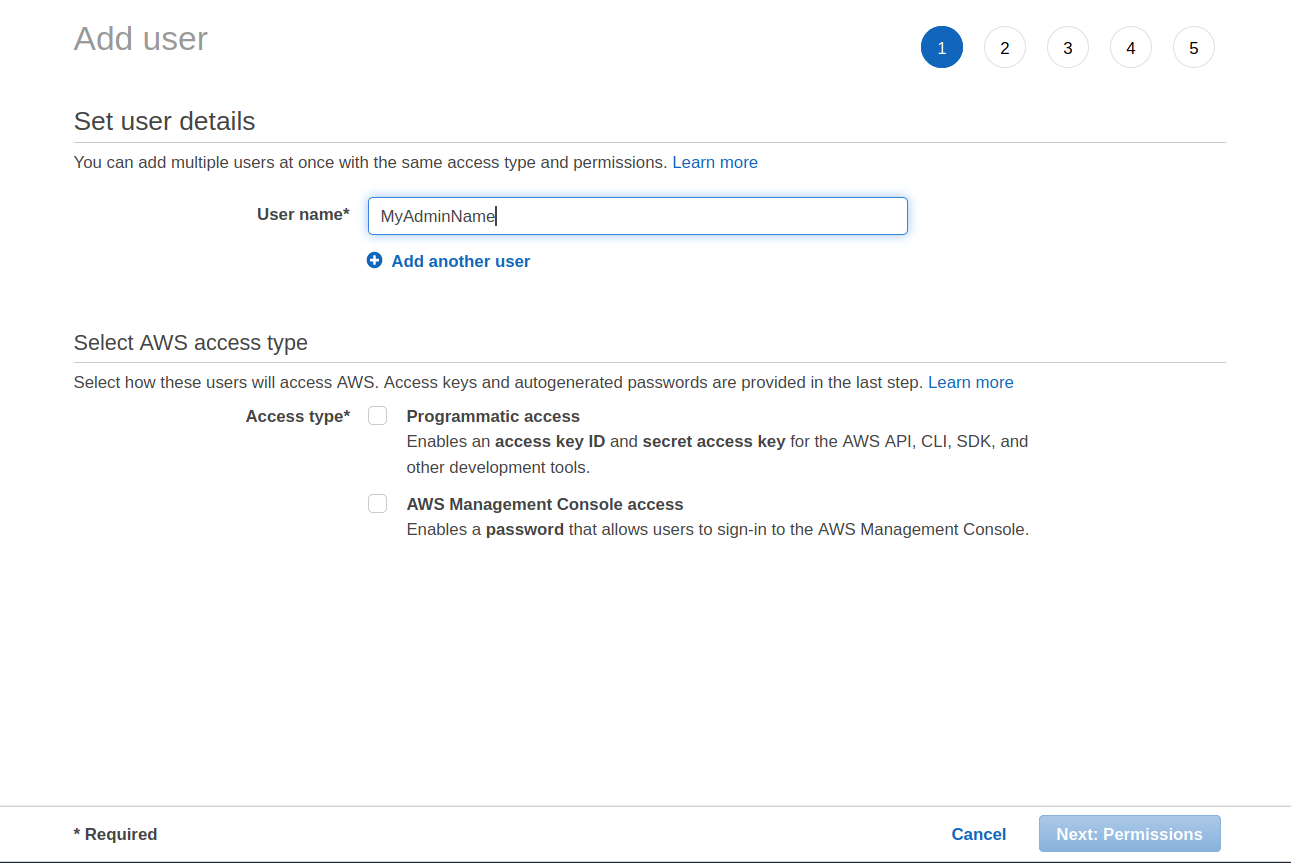 Add user
1 2 3 4 5
Set user details
You can add multiple users at once with the same access type and permissions. Learn more
User name* MyAdminName
Add another user
Select AWS access type
Select how these users will access AWS. Access keys and autogenerated passwords are provided in the last step. Learn more
Access type* Programmatic access
Enables an access key ID and secret access key for the AWS API, CLI, SDK, and
other development tools.
AWS Management Console access
Enables a password that allows users to sign-in to the AWS Management Console.
* Required Cancel Next: Permissions